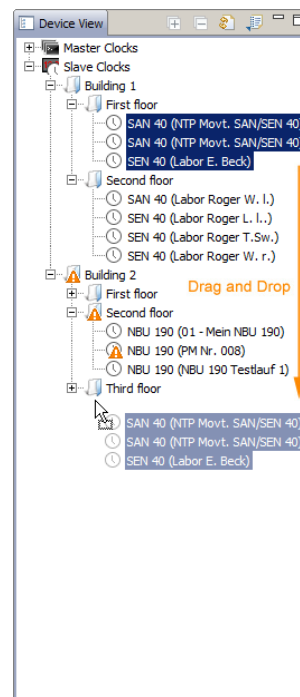 Device View
Master Clocks
Slave Clocks
Building 1
First floor
SAN 40 (NTP Movt. SAN/SEN 40)
SAN 40 (NTP Movt. SAN/SEN 40)
SEN 40 (Labor E. Beck)
Second floor
SAN 40 (Labor Roger W. l.)
SEN 40 (Labor Roger L. l..)
SEN 40 (Labor Roger T.Sw.)
SEN 40 (Labor Roger W. r.)
Building 2
First floor
Drag and Drop
Second floor
NBU 190 (01 - Mein NBU 190)
NBU 190 (PM Nr. 008)
NBU 190 (NBU 190 Testlauf 1)
Third floor
SAN 40 (NTP Movt. SAN/SEN 40)
SAN 40 (NTP Movt. SAN/SEN 40)
SEN 40 (Labor E. Beck)